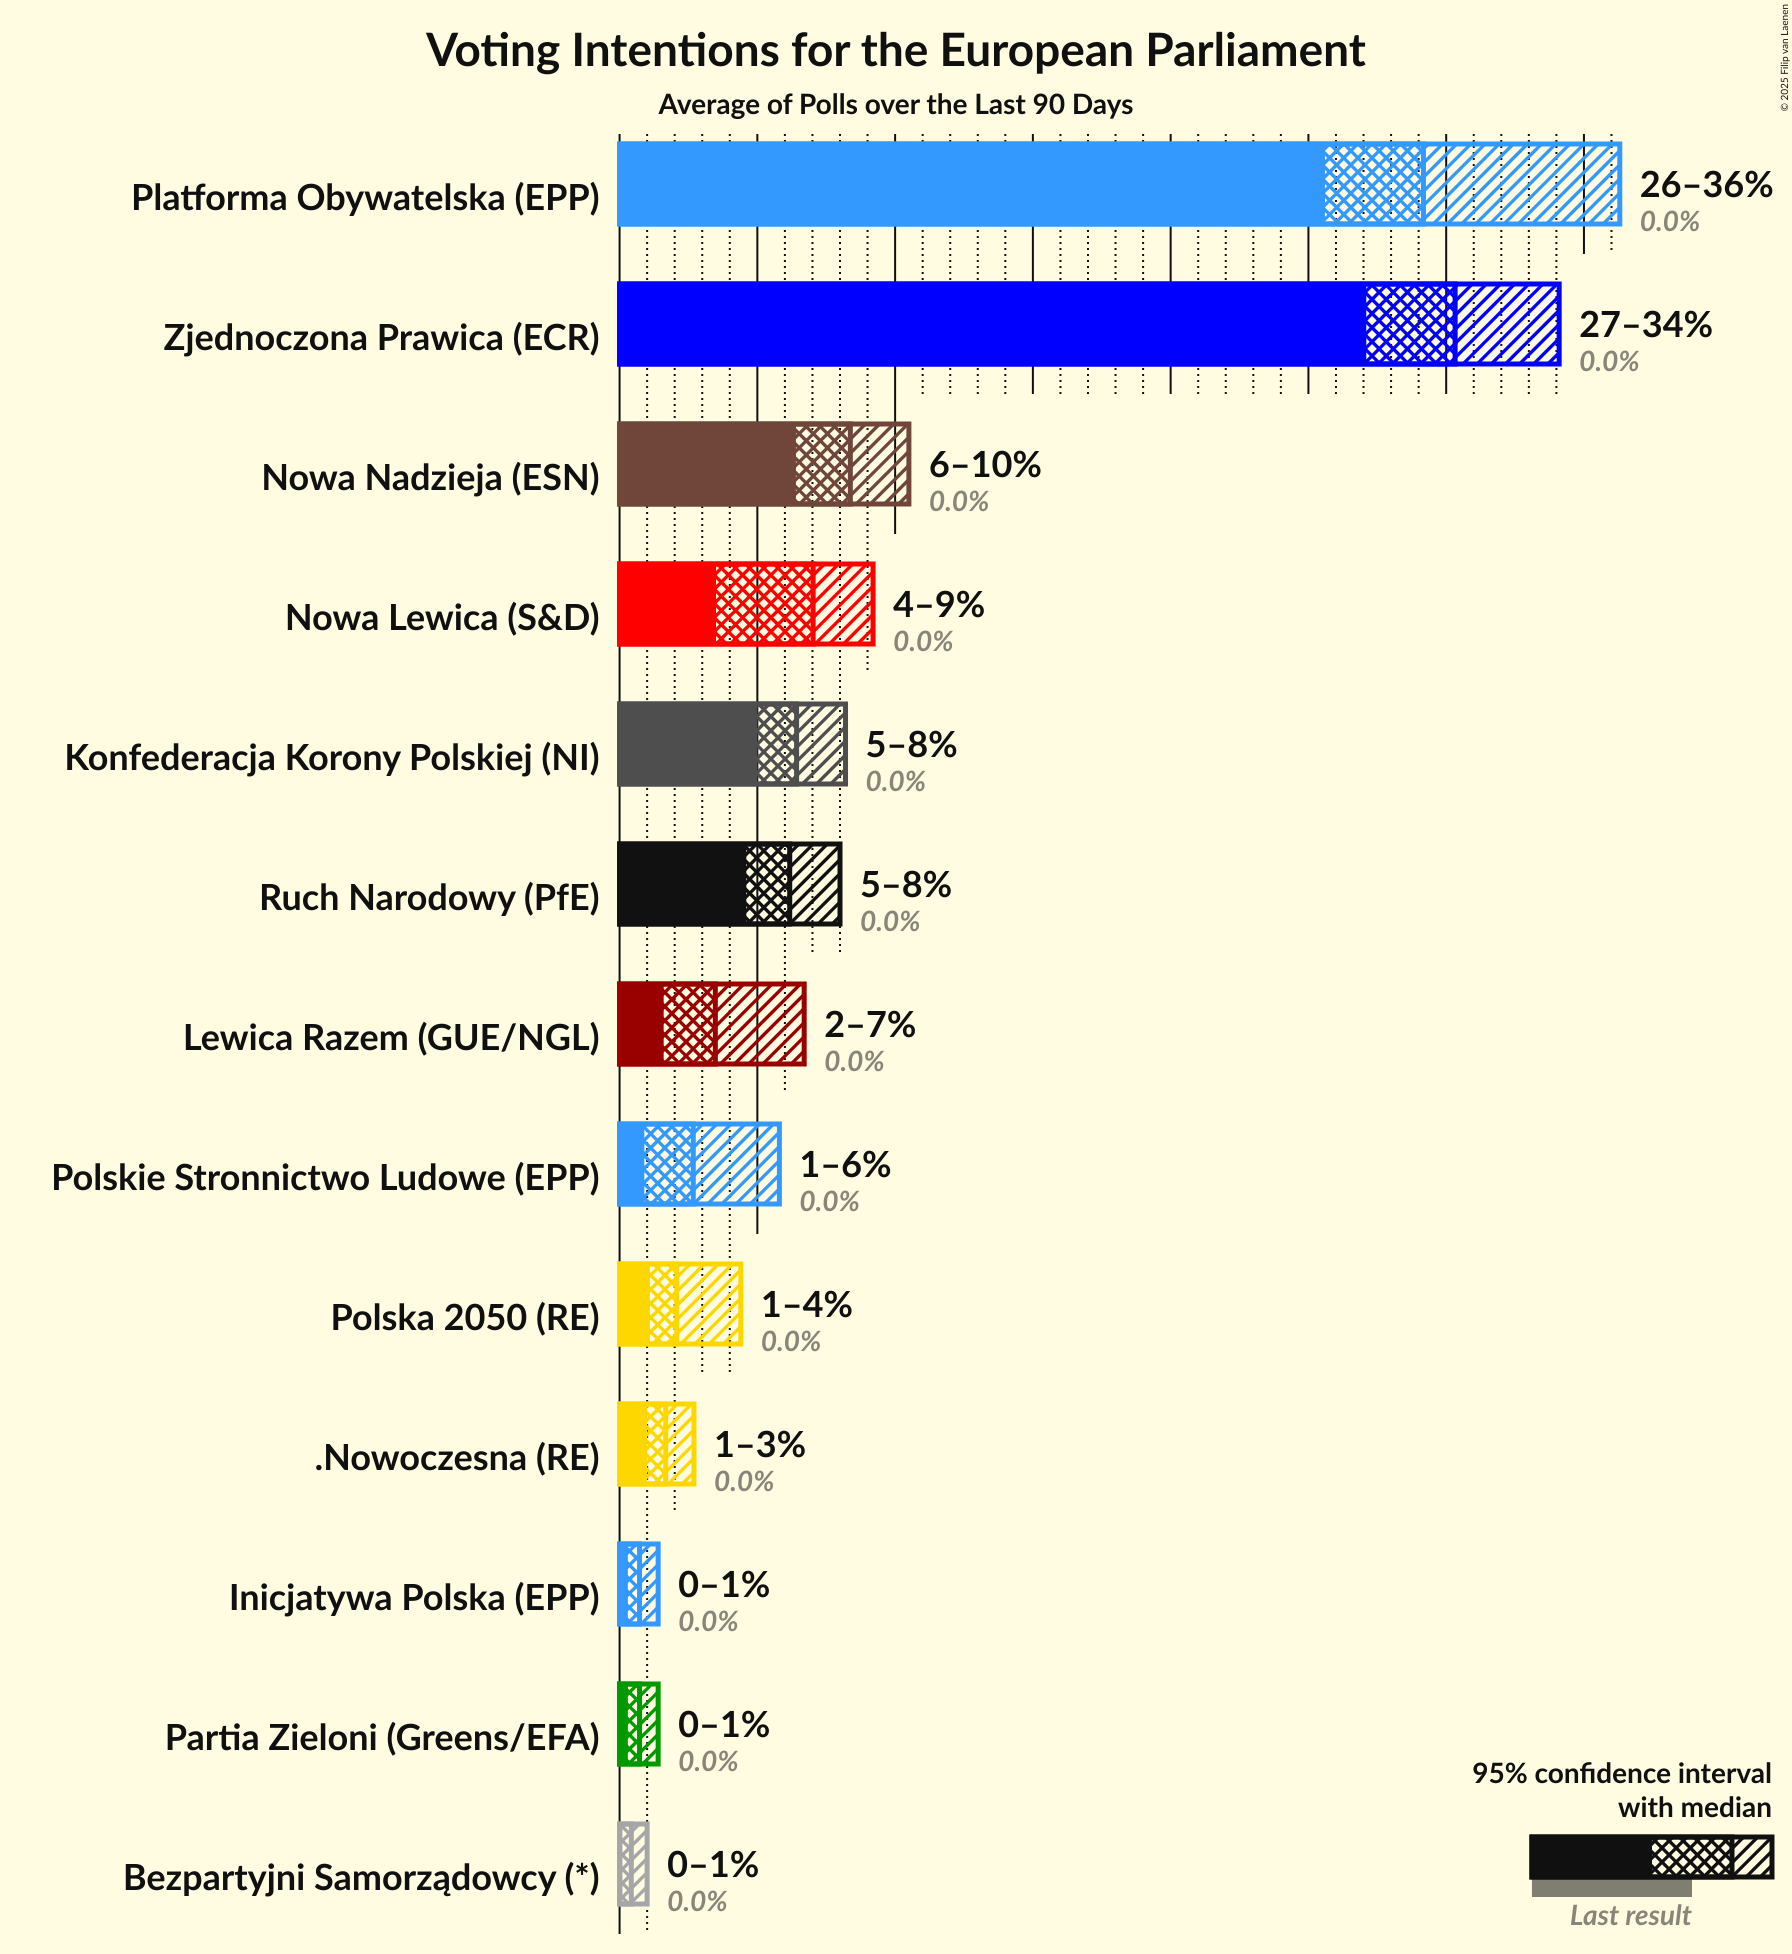 Voting Intentions for the European Parliament
Average of Polls over the Last 90 Days
© 2025 Filip van Laenen
Platforma Obywatelska (EPP)
26–36%
0.0%
Zjednoczona Prawica (ECR)
27–34%
0.0%
Nowa Nadzieja (ESN)
6–10%
0.0%
Nowa Lewica (S&D)
4–9%
0.0%
Konfederacja Korony Polskiej (NI)
5–8%
0.0%
Ruch Narodowy (PfE)
5–8%
0.0%
Lewica Razem (GUE/NGL)
2–7%
0.0%
Polskie Stronnictwo Ludowe (EPP)
1–6%
0.0%
Polska 2050 (RE)
1–4%
0.0%
.Nowoczesna (RE)
1–3%
0.0%
Inicjatywa Polska (EPP)
0–1%
0.0%
Partia Zieloni (Greens/EFA)
0–1%
0.0%
Bezpartyjni Samorządowcy (*)
0–1%
0.0%
95% confidence interval
with median
Last result